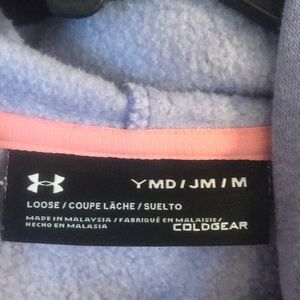 YMD / JM / M
LOOSE / COUPE LÂCHE / SUELTO
MADE IN MALAYSIA / FABRIQUÉ EN MALAISIE /
HECHO EN MALASIA
COLDGEAR